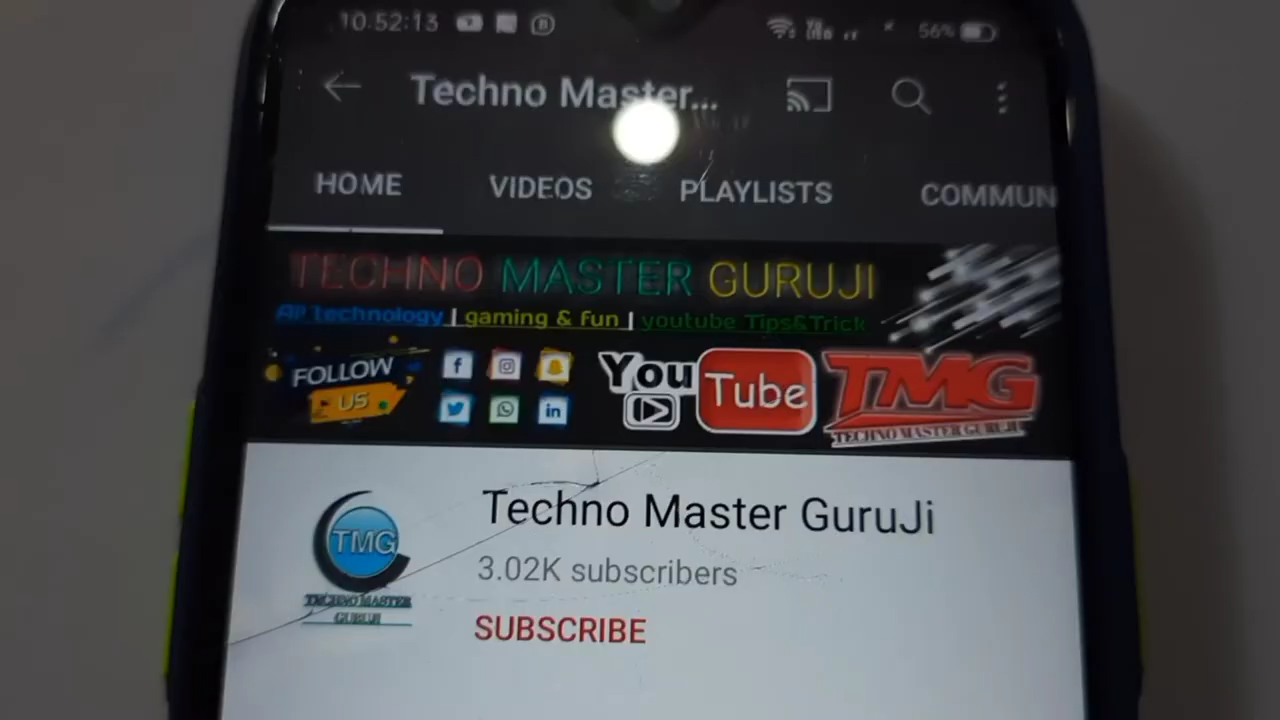 10.52.13
56%
Techno Master...
HOME VIDEOS PLAYLISTS COMMUN
TECHNO MASTER GURUJI
All technology | gaming & fun | youtube Tips&Trick
FOLLOW
US
You
Tube
TMG
TECHNO MASTER GURUJI
TMG
TECHNO MASTER
GURUJI
Techno Master GuruJi
3.02K subscribers
SUBSCRIBE